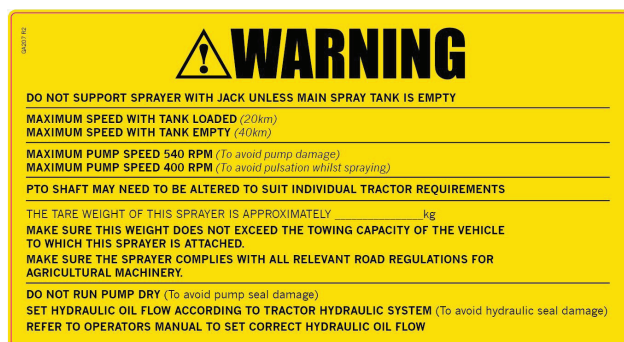 GA207 R2
WARNING
DO NOT SUPPORT SPRAYER WITH JACK UNLESS MAIN SPRAY TANK IS EMPTY
MAXIMUM SPEED WITH TANK LOADED (20km)
MAXIMUM SPEED WITH TANK EMPTY (40km)
MAXIMUM PUMP SPEED 540 RPM (To avoid pump damage)
MAXIMUM PUMP SPEED 400 RPM (To avoid pulsation whilst spraying)
PTO SHAFT MAY NEED TO BE ALTERED TO SUIT INDIVIDUAL TRACTOR REQUIREMENTS
THE TARE WEIGHT OF THIS SPRAYER IS APPROXIMATELY ________________kg
MAKE SURE THIS WEIGHT DOES NOT EXCEED THE TOWING CAPACITY OF THE VEHICLE
TO WHICH THIS SPRAYER IS ATTACHED.
MAKE SURE THE SPRAYER COMPLIES WITH ALL RELEVANT ROAD REGULATIONS FOR
AGRICULTURAL MACHINERY.
DO NOT RUN PUMP DRY (To avoid pump seal damage)
SET HYDRAULIC OIL FLOW ACCORDING TO TRACTOR HYDRAULIC SYSTEM (To avoid hydraulic seal damage)
REFER TO OPERATORS MANUAL TO SET CORRECT HYDRAULIC OIL FLOW